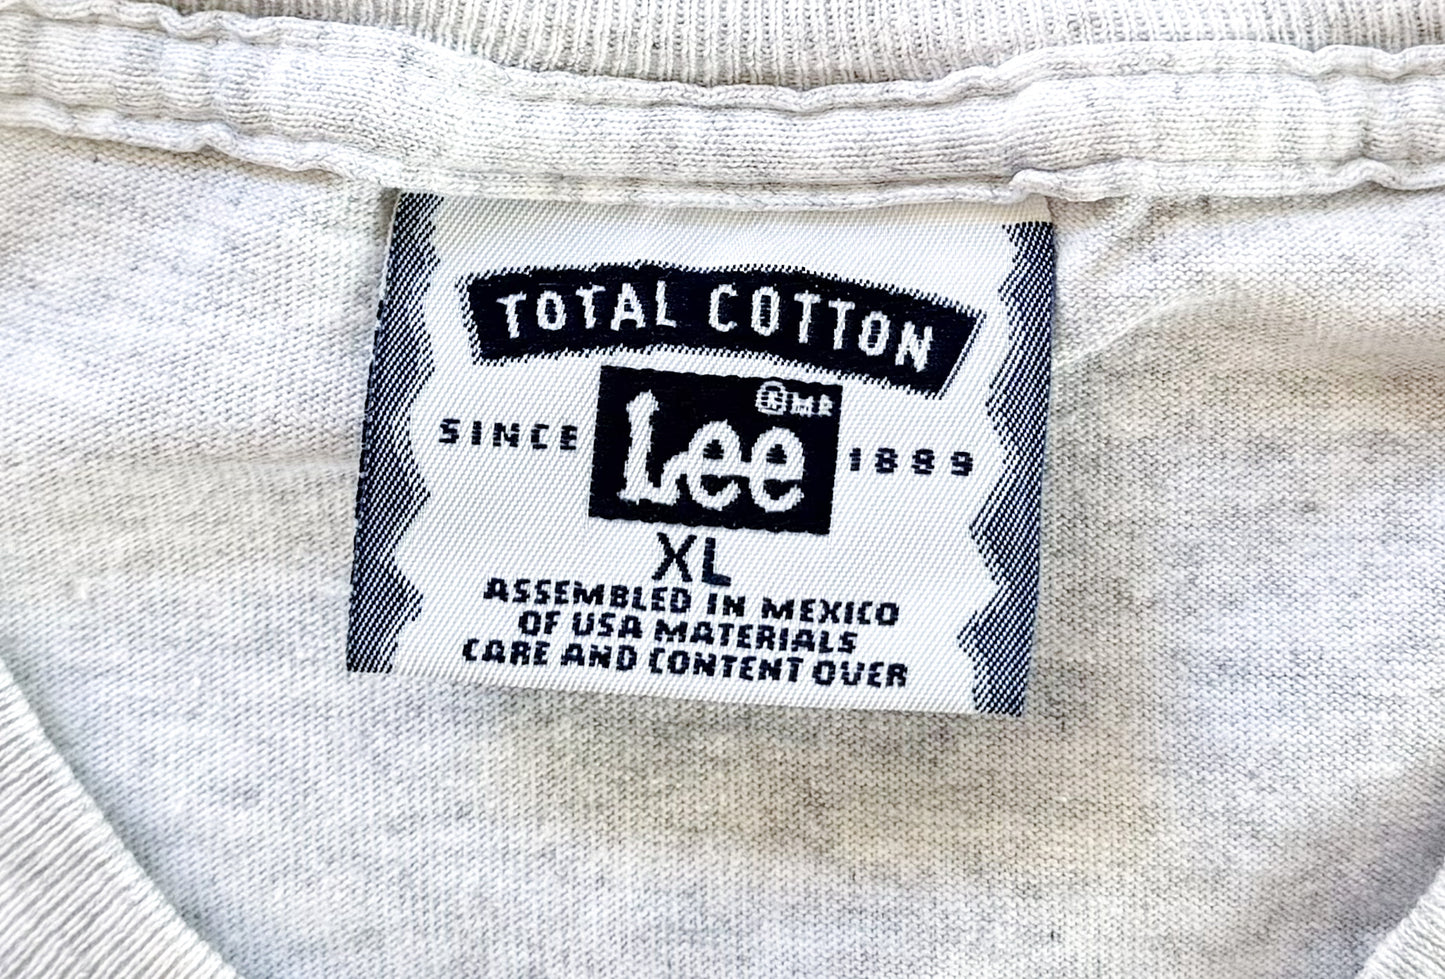 TOTAL COTTON
®MR
SINCE Lee 1889
XL
ASSEMBLED IN MEXICO
OF USA MATERIALS
CARE AND CONTENT OVER